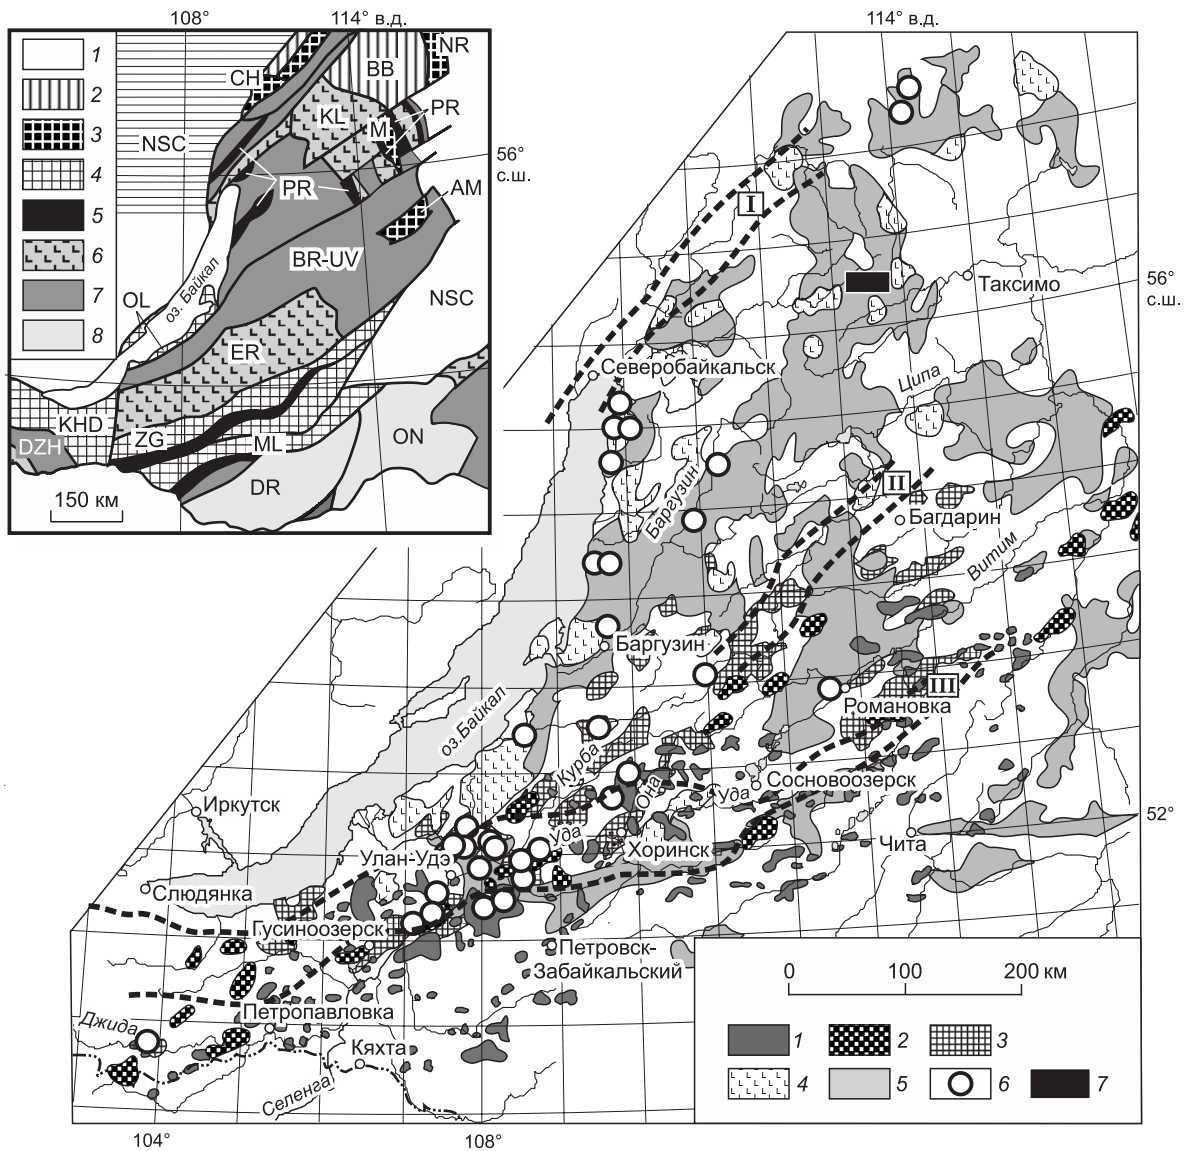 108°
114° в.д.
114° в.д.
1
2
3
4
5
6
7
8
NR
BB
CH
KL
M
PR
NSC
56°
с.ш.
PR
AM
BR-UV
оз. Байкал
OL
NSC
ER
KHD
DZH
ZG
ML
ON
DR
150 км
I
56°
с.ш.
Таксимо
Северобайкальск
Ципа
Баргузин
II
Багдарин
Витим
Баргузин
III
Романовка
оз.Байкал
Курба
Она
Уда
Сосновоозерск
Иркутск
52°
Уда
Хоринск
Чита
Улан-Удэ
Слюдянка
Гусиноозерск
Петровск-
Забайкальский
0 100 200 км
Петропавловка
Джида
Кяхта
Селенга
1 2 3
4 5 6 7
104°
108°